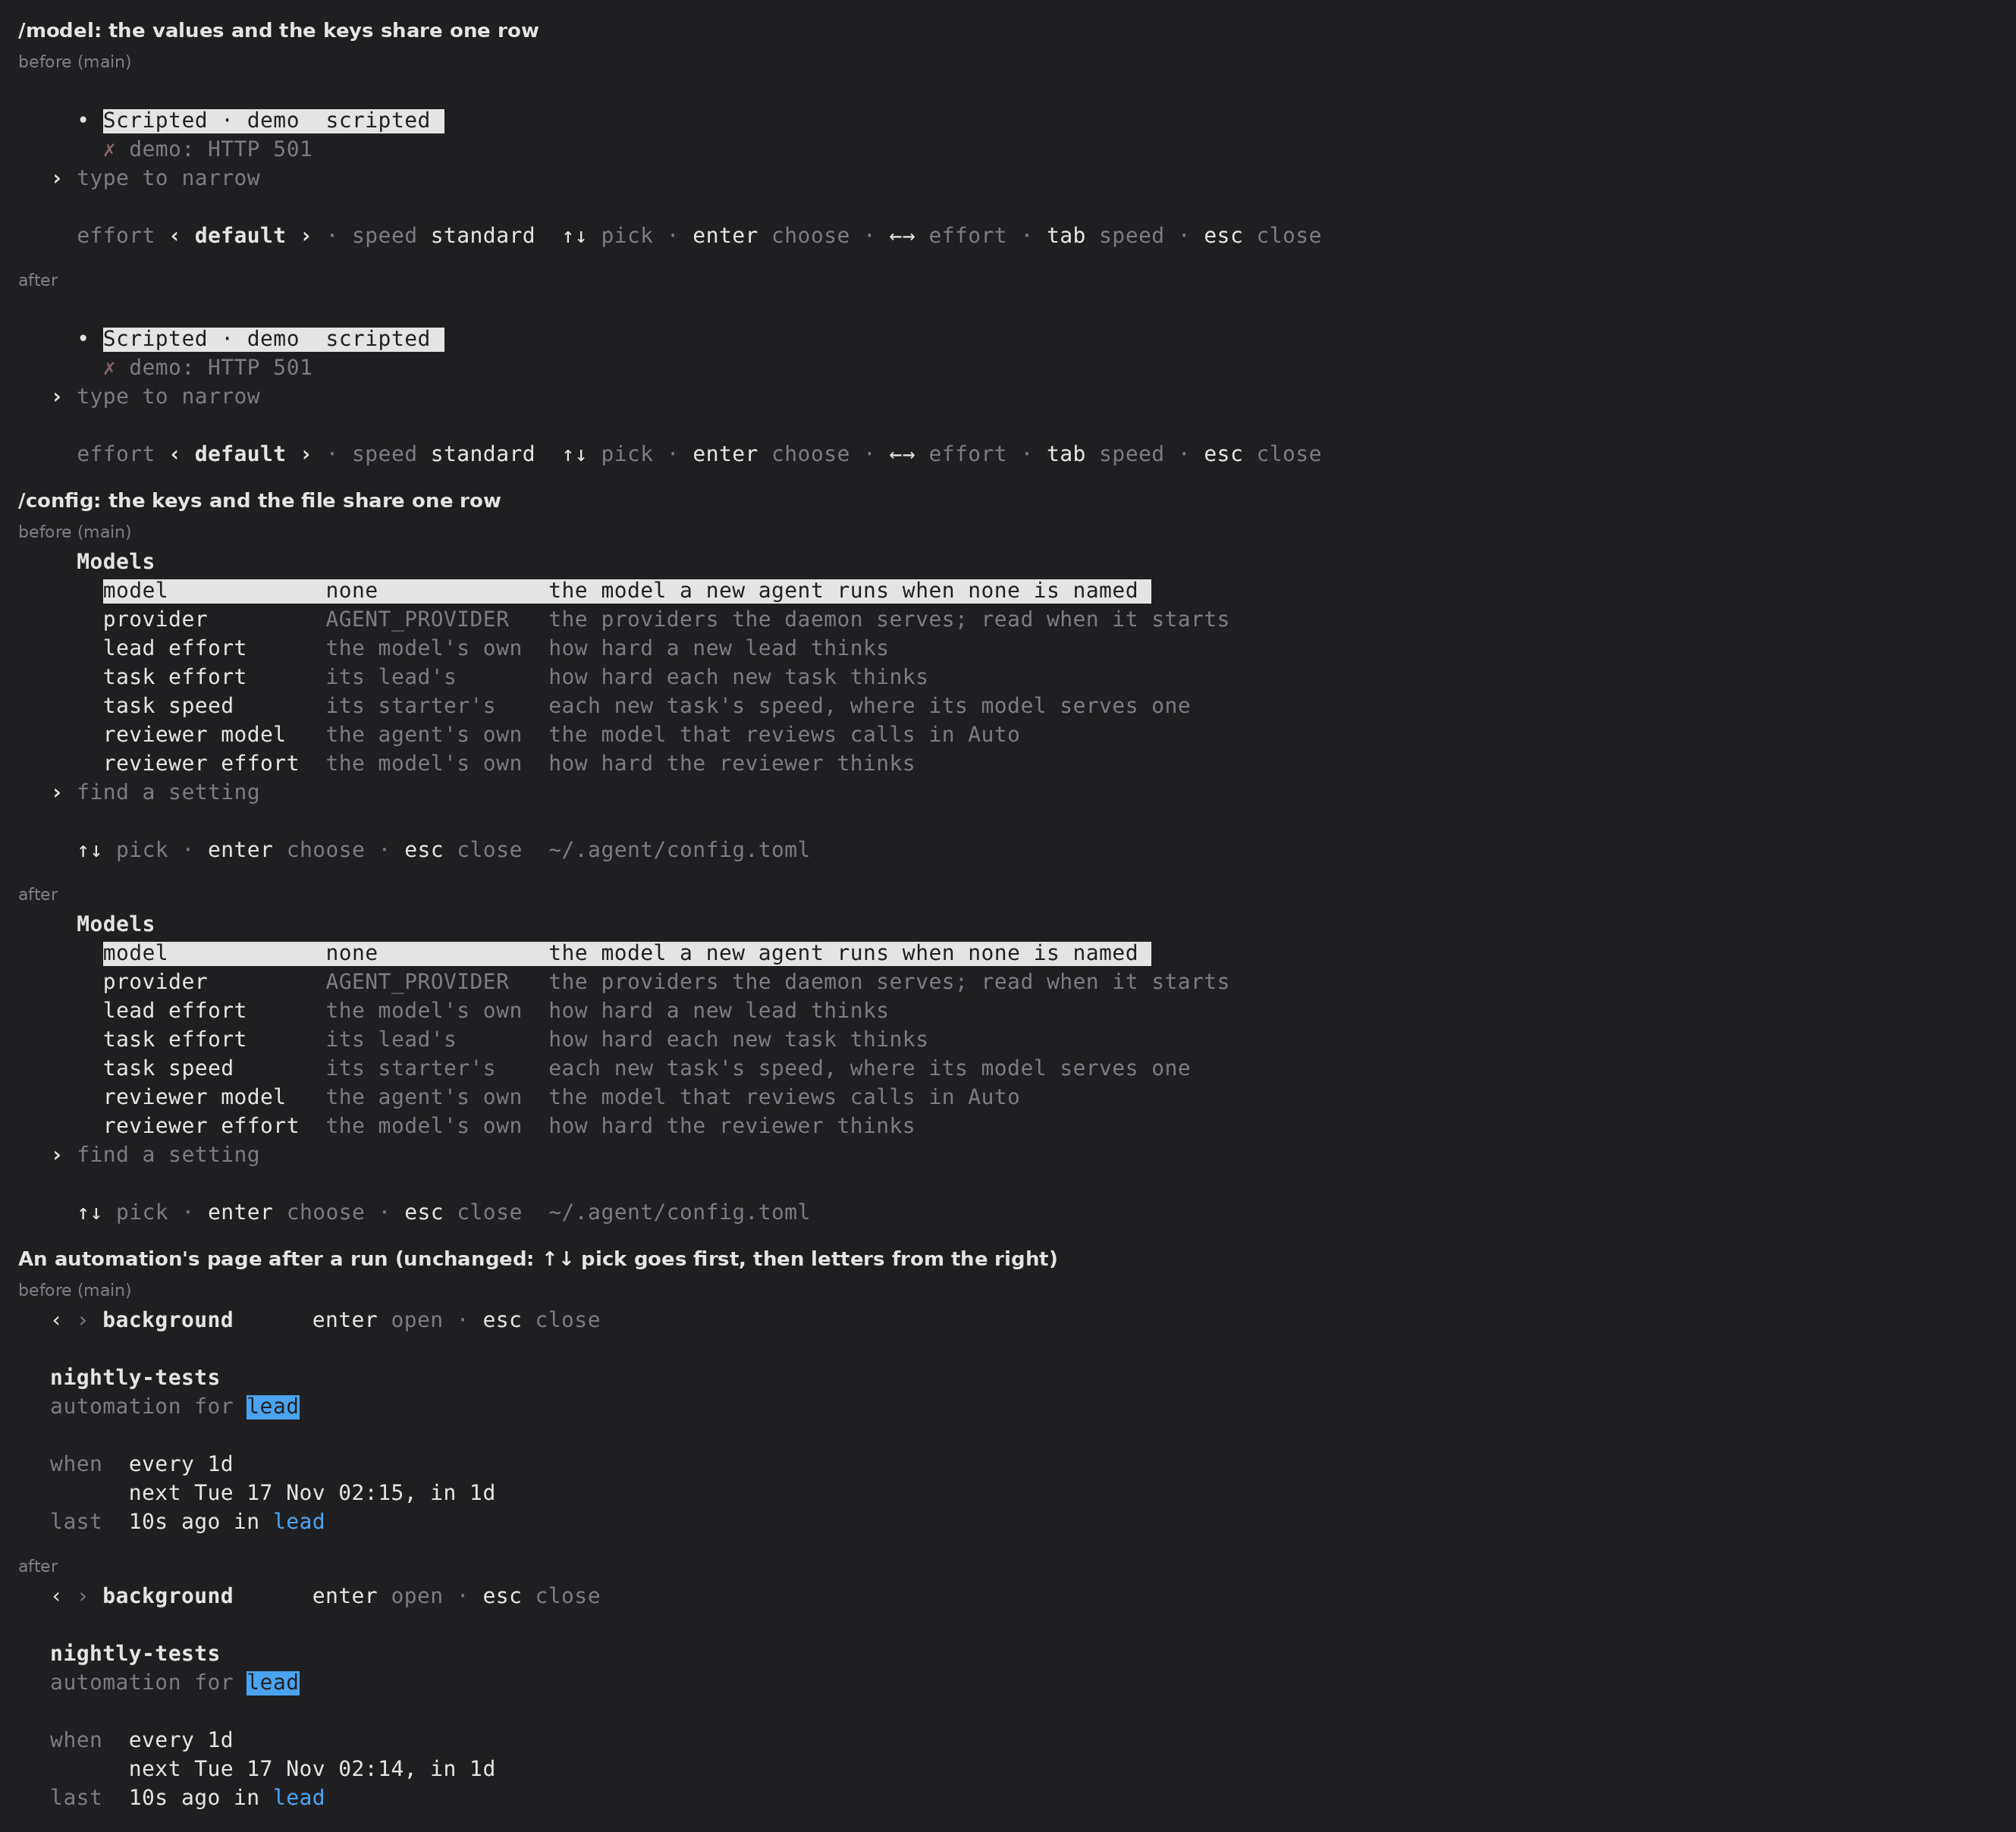 /model: the values and the keys share one row
before (main)
• Scripted · demo  scripted
✗ demo: HTTP 501
› type to narrow
effort ‹ default › · speed standard  ↑↓ pick · enter choose · ←→ effort · tab speed · esc close
after
• Scripted · demo  scripted
✗ demo: HTTP 501
› type to narrow
effort ‹ default › · speed standard  ↑↓ pick · enter choose · ←→ effort · tab speed · esc close
/config: the keys and the file share one row
before (main)
Models
model            none             the model a new agent runs when none is named
provider         AGENT_PROVIDER   the providers the daemon serves; read when it starts
lead effort      the model's own  how hard a new lead thinks
task effort      its lead's       how hard each new task thinks
task speed       its starter's    each new task's speed, where its model serves one
reviewer model   the agent's own  the model that reviews calls in Auto
reviewer effort  the model's own  how hard the reviewer thinks
› find a setting
↑↓ pick · enter choose · esc close  ~/.agent/config.toml
after
Models
model            none             the model a new agent runs when none is named
provider         AGENT_PROVIDER   the providers the daemon serves; read when it starts
lead effort      the model's own  how hard a new lead thinks
task effort      its lead's       how hard each new task thinks
task speed       its starter's    each new task's speed, where its model serves one
reviewer model   the agent's own  the model that reviews calls in Auto
reviewer effort  the model's own  how hard the reviewer thinks
› find a setting
↑↓ pick · enter choose · esc close  ~/.agent/config.toml
An automation's page after a run (unchanged: ↑↓ pick goes first, then letters from the right)
before (main)
‹ › background      enter open · esc close
nightly-tests
automation for lead
when  every 1d
next Tue 17 Nov 02:15, in 1d
last  10s ago in lead
after
‹ › background      enter open · esc close
nightly-tests
automation for lead
when  every 1d
next Tue 17 Nov 02:14, in 1d
last  10s ago in lead